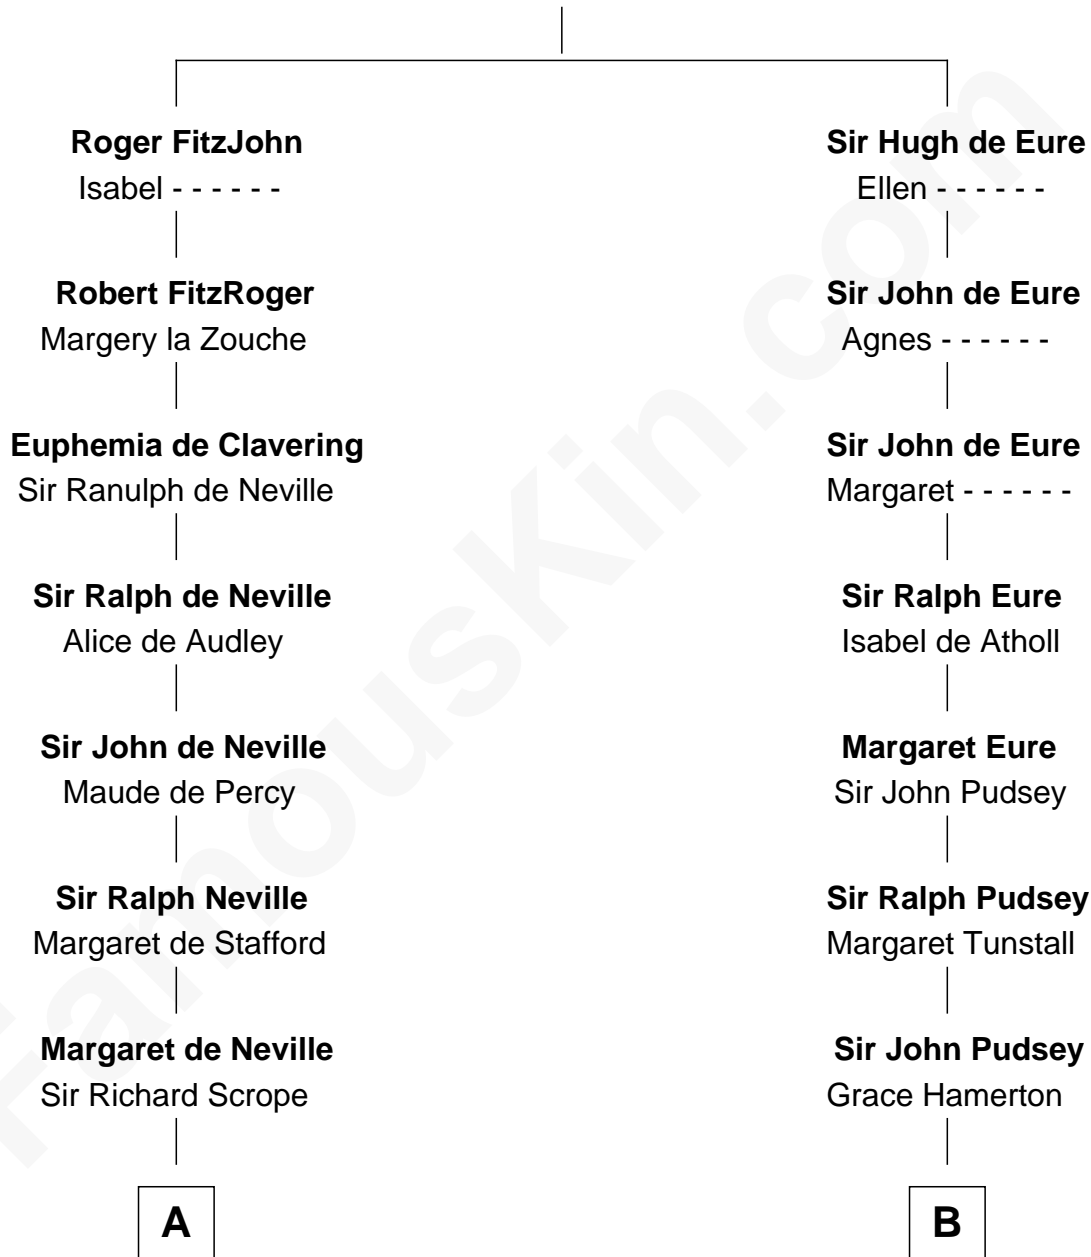 Roger FitzJohn
Isabel - - - - - -
Robert FitzRoger
Margery la Zouche
Euphemia de Clavering
Sir Ranulph de Neville
Sir Ralph de Neville
Alice de Audley
Sir John de Neville
Maude de Percy
Sir Ralph Neville
Margaret de Stafford
Margaret de Neville
Sir Richard Scrope
A
Sir Hugh de Eure
Ellen - - - - - -
Sir John de Eure
Agnes - - - - - -
Sir John de Eure
Margaret - - - - - -
Sir Ralph Eure
Isabel de Atholl
Margaret Eure
Sir John Pudsey
Sir Ralph Pudsey
Margaret Tunstall
Sir John Pudsey
Grace Hamerton
B
FamousKin.com